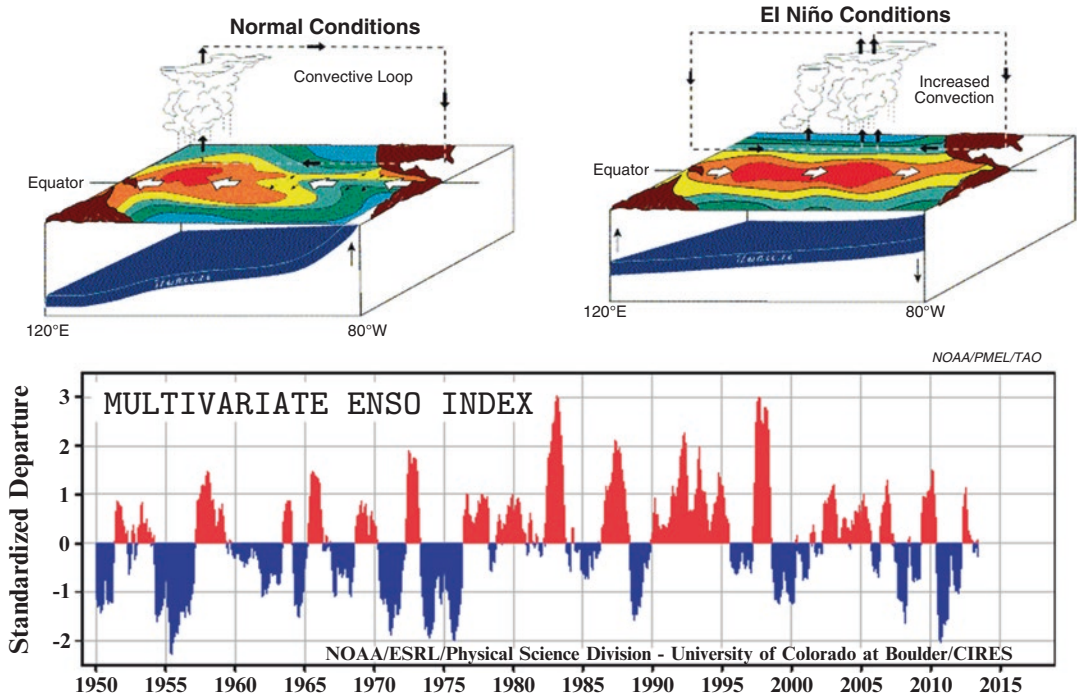 Normal Conditions
Convective Loop
Equator
120°E
80°W
El Niño Conditions
Increased
Convection
Equator
120°E
80°W
NOAA/PMEL/TAO
MULTIVARIATE ENSO INDEX
Standardized Departure
3
2
1
0
-1
-2
NOAA/ESRL/Physical Science Division - University of Colorado at Boulder/CIRES
1950 1955 1960 1965 1970 1975 1980 1985 1990 1995 2000 2005 2010 2015